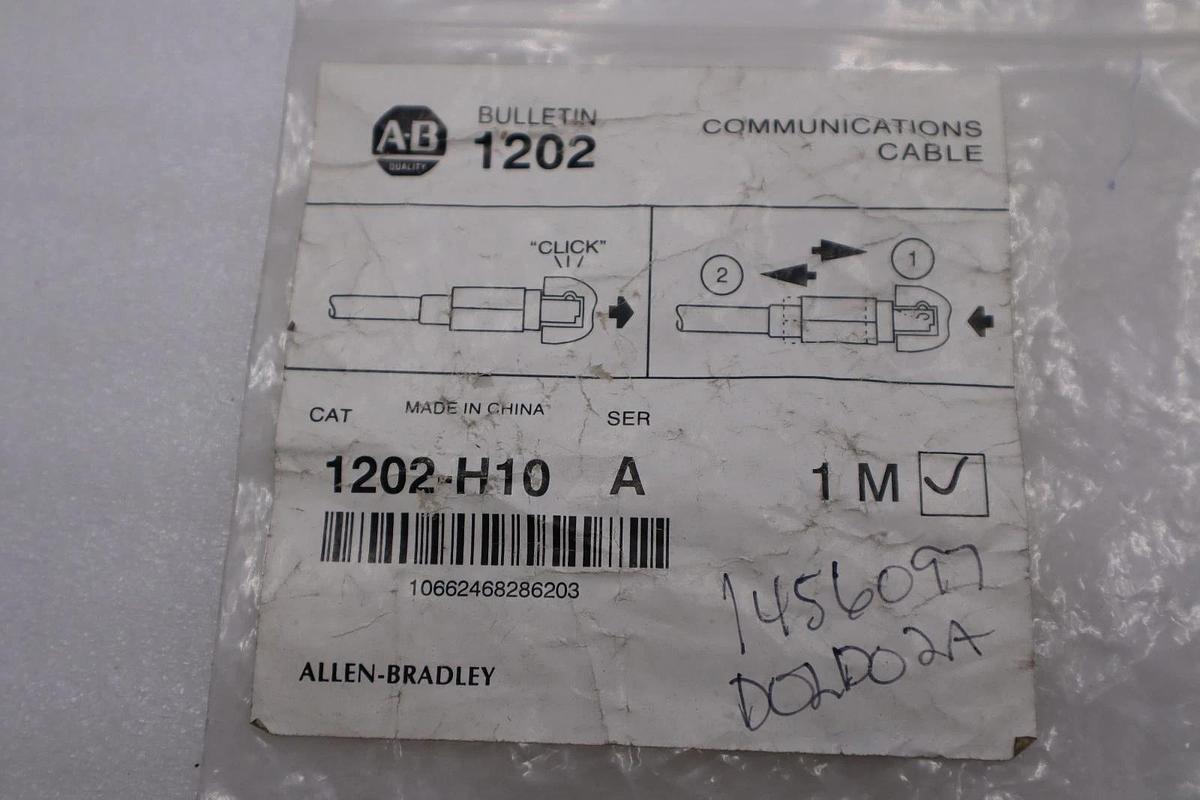 A-B
QUALITY
BULLETIN
1202
COMMUNICATIONS
CABLE
"CLICK"
2
1
CAT
MADE IN CHINA
SER
1202-H10 A
1 M
10662468286203
1456097
D02D02A
ALLEN-BRADLEY